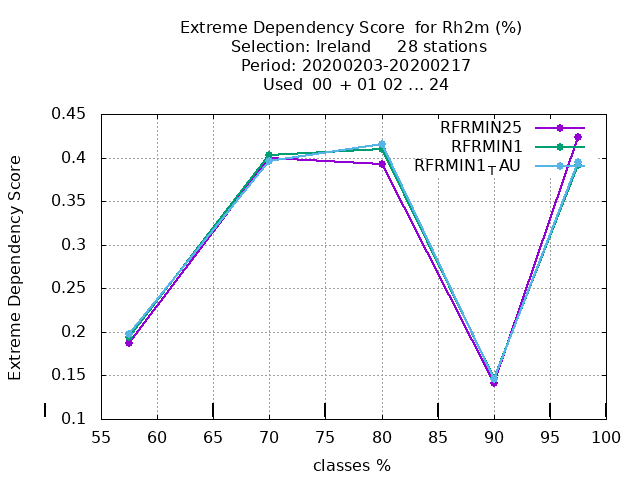 Extreme Dependency Score  for Rh2m (%)
Selection: Ireland     28 stations
Period: 20200203-20200217
Used  00  + 01 02 ... 24
Extreme Dependency Score
0.45
0.4
0.35
0.3
0.25
0.2
0.15
0.1
RFRMIN25
RFRMIN1
RFRMIN1TAU
55 60 65 70 75 80 85 90 95 100
classes %